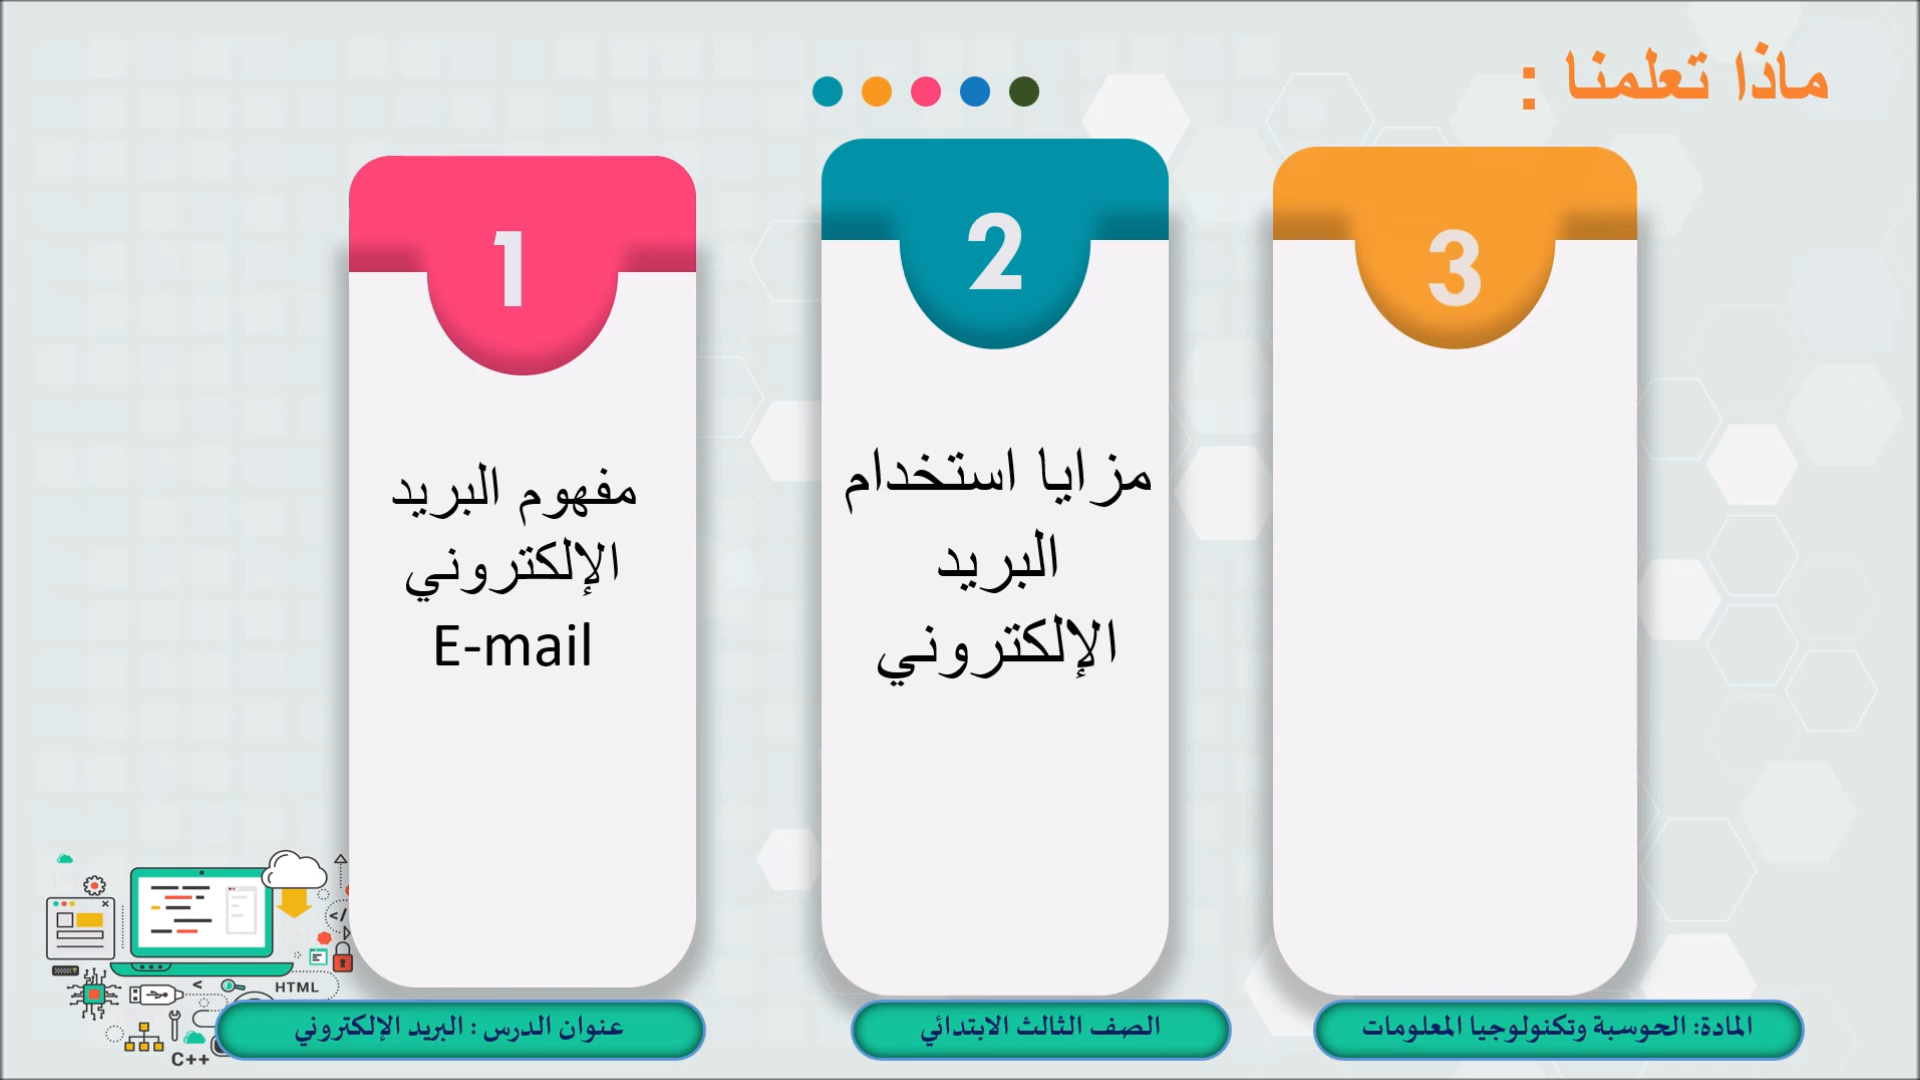 ماذا تعلمنا :
1
مفهوم البريد
الإلكتروني
E-mail
2
مزايا استخدام
البريد
الإلكتروني
3
HTML
C++
المادة: الحوسبة وتكنولوجيا المعلومات
الصف الثالث الابتدائي
عنوان الدرس : البريد الإلكتروني